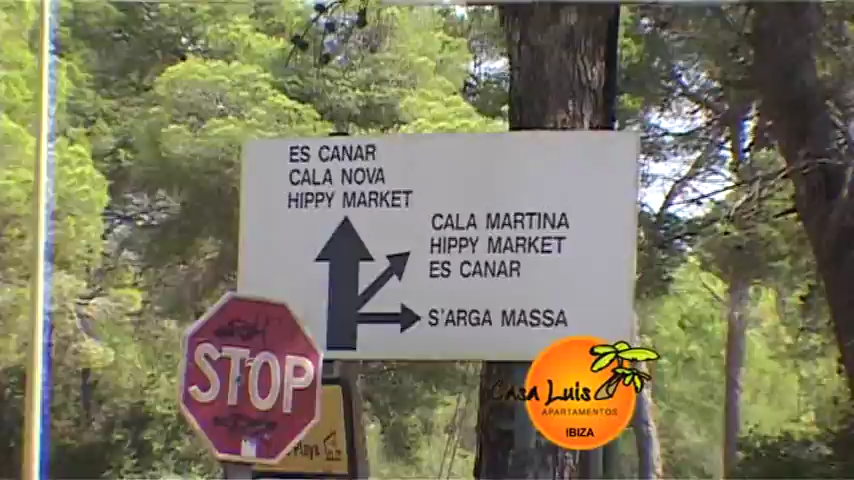 ES CANAR
CALA NOVA
HIPPY MARKET
CALA MARTINA
HIPPY MARKET
ES CANAR
S'ARGA MASSA
STOP
Playa
Casa Luis
APARTAMENTOS
IBIZA